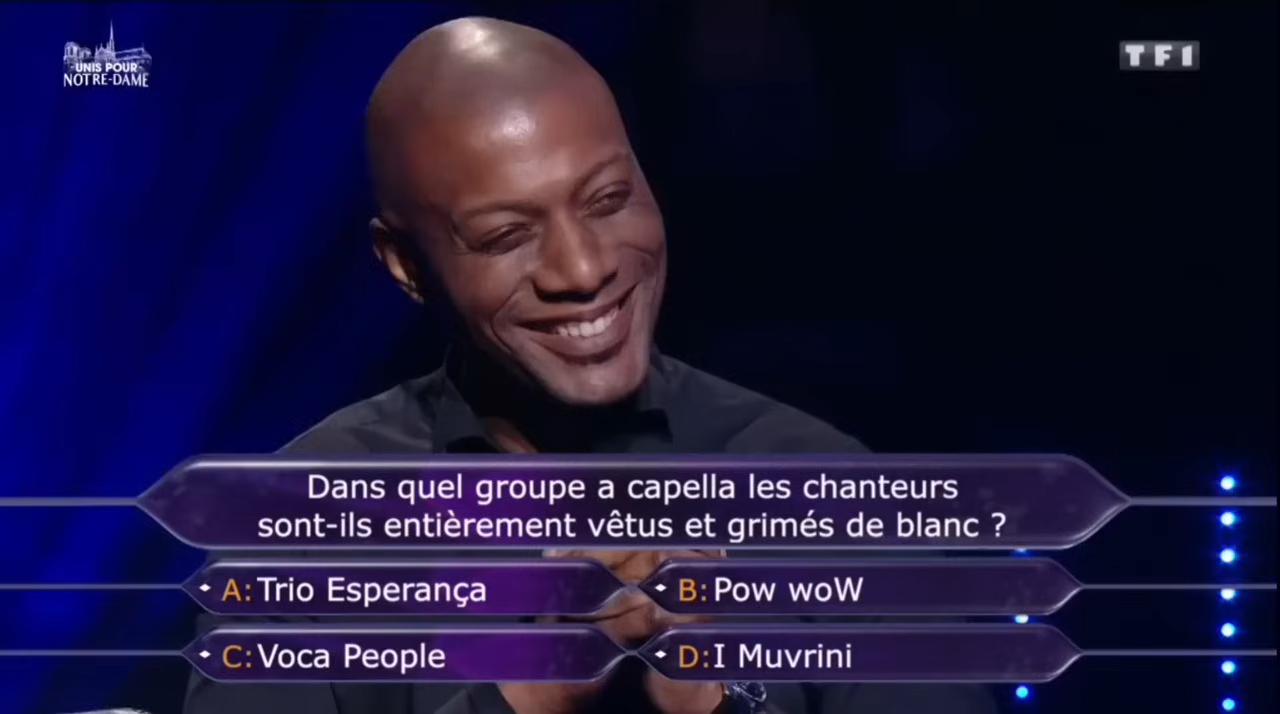 UNIS POUR
NOTRE-DAME
TF1
Dans quel groupe a capella les chanteurs
sont-ils entièrement vêtus et grimés de blanc ?
A: Trio Esperança
B: Pow woW
C: Voca People
D: I Muvrini